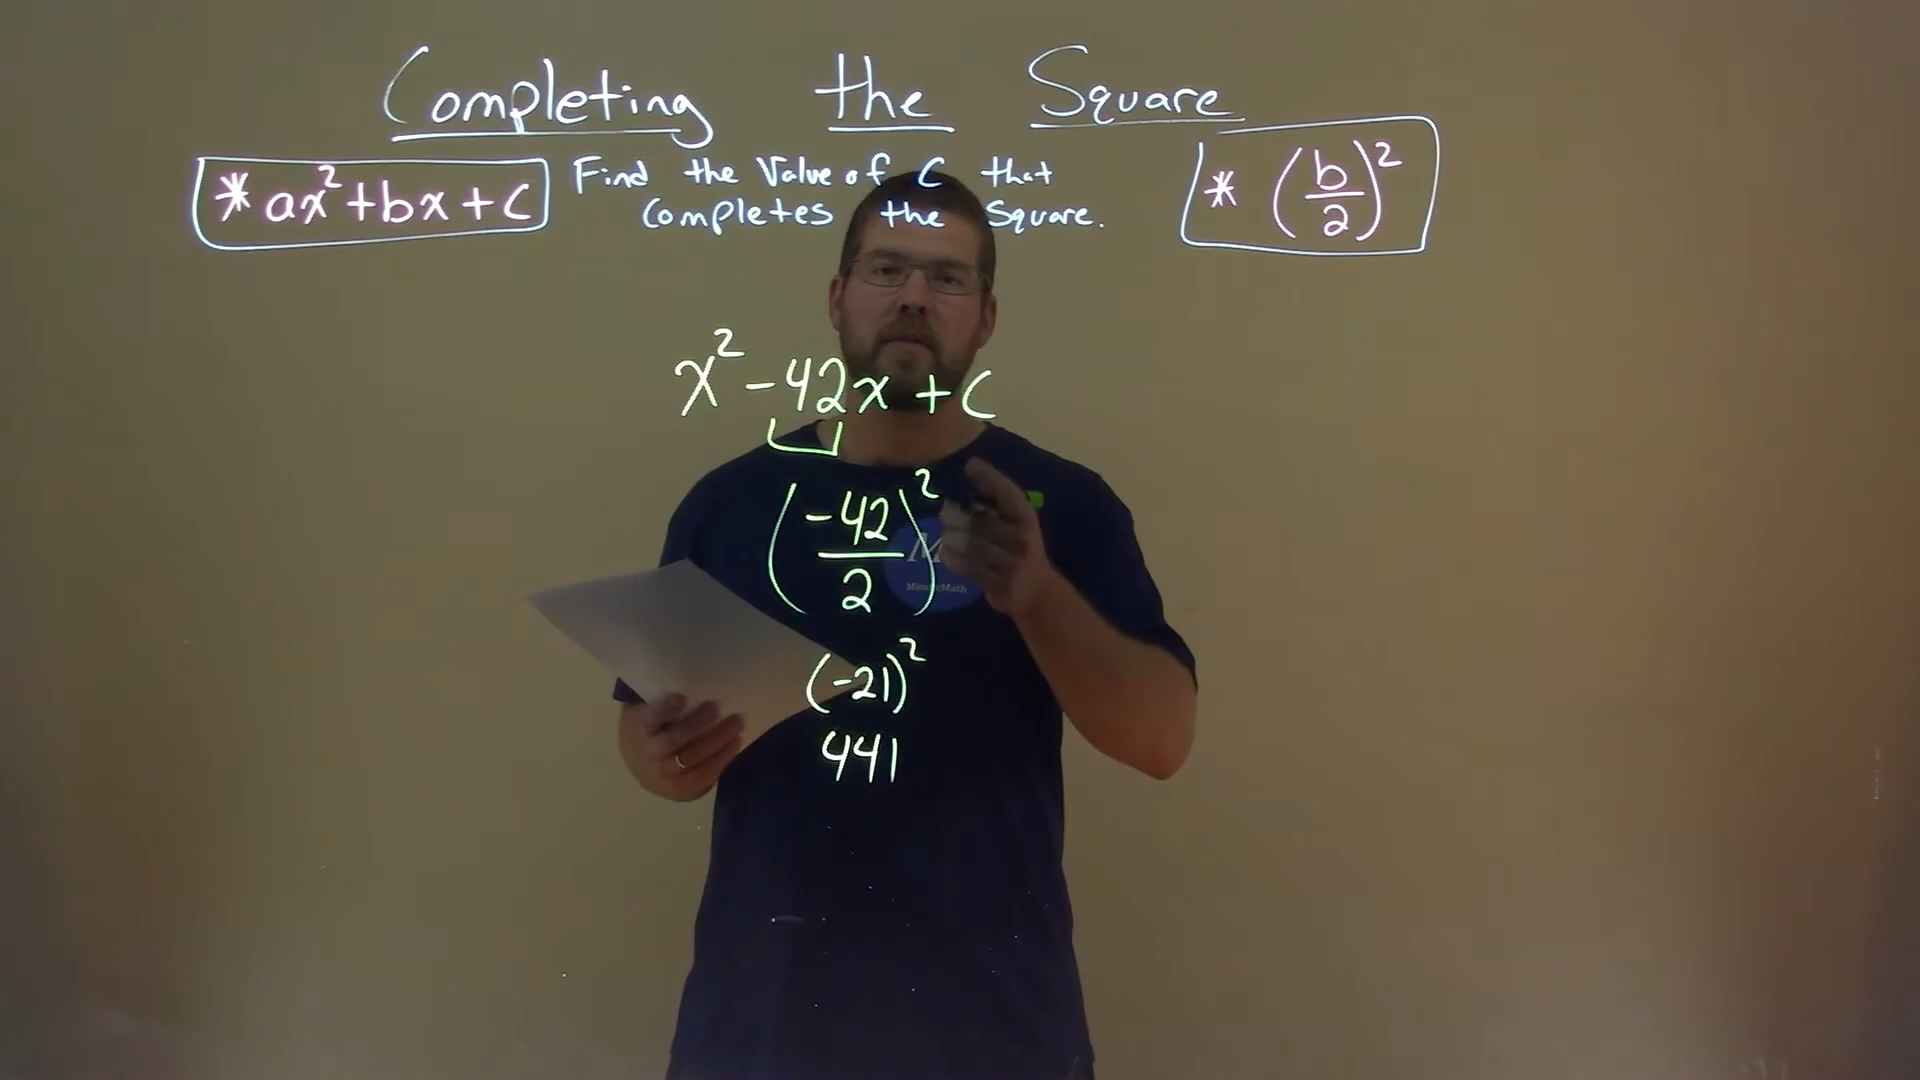 Completing the Square
* ax²+bx+c
Find the Value of C that
Completes the Square.
* (b/2)²
x² -42x + C
(-42/2)²
(-21)²
441
M
MinuteMath